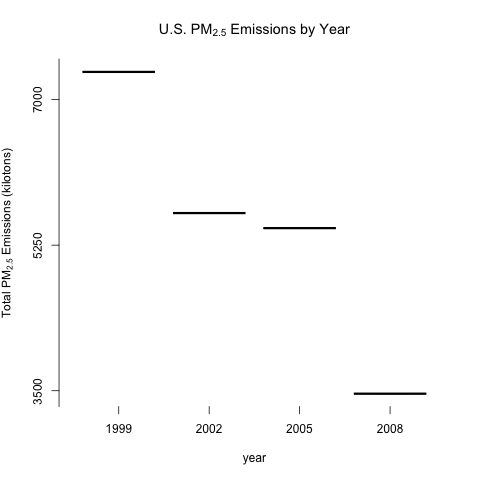 U.S. PM2.5 Emissions by Year
Total PM2.5 Emissions (kilotons)
7000
5250
3500
1999 2002 2005 2008
year